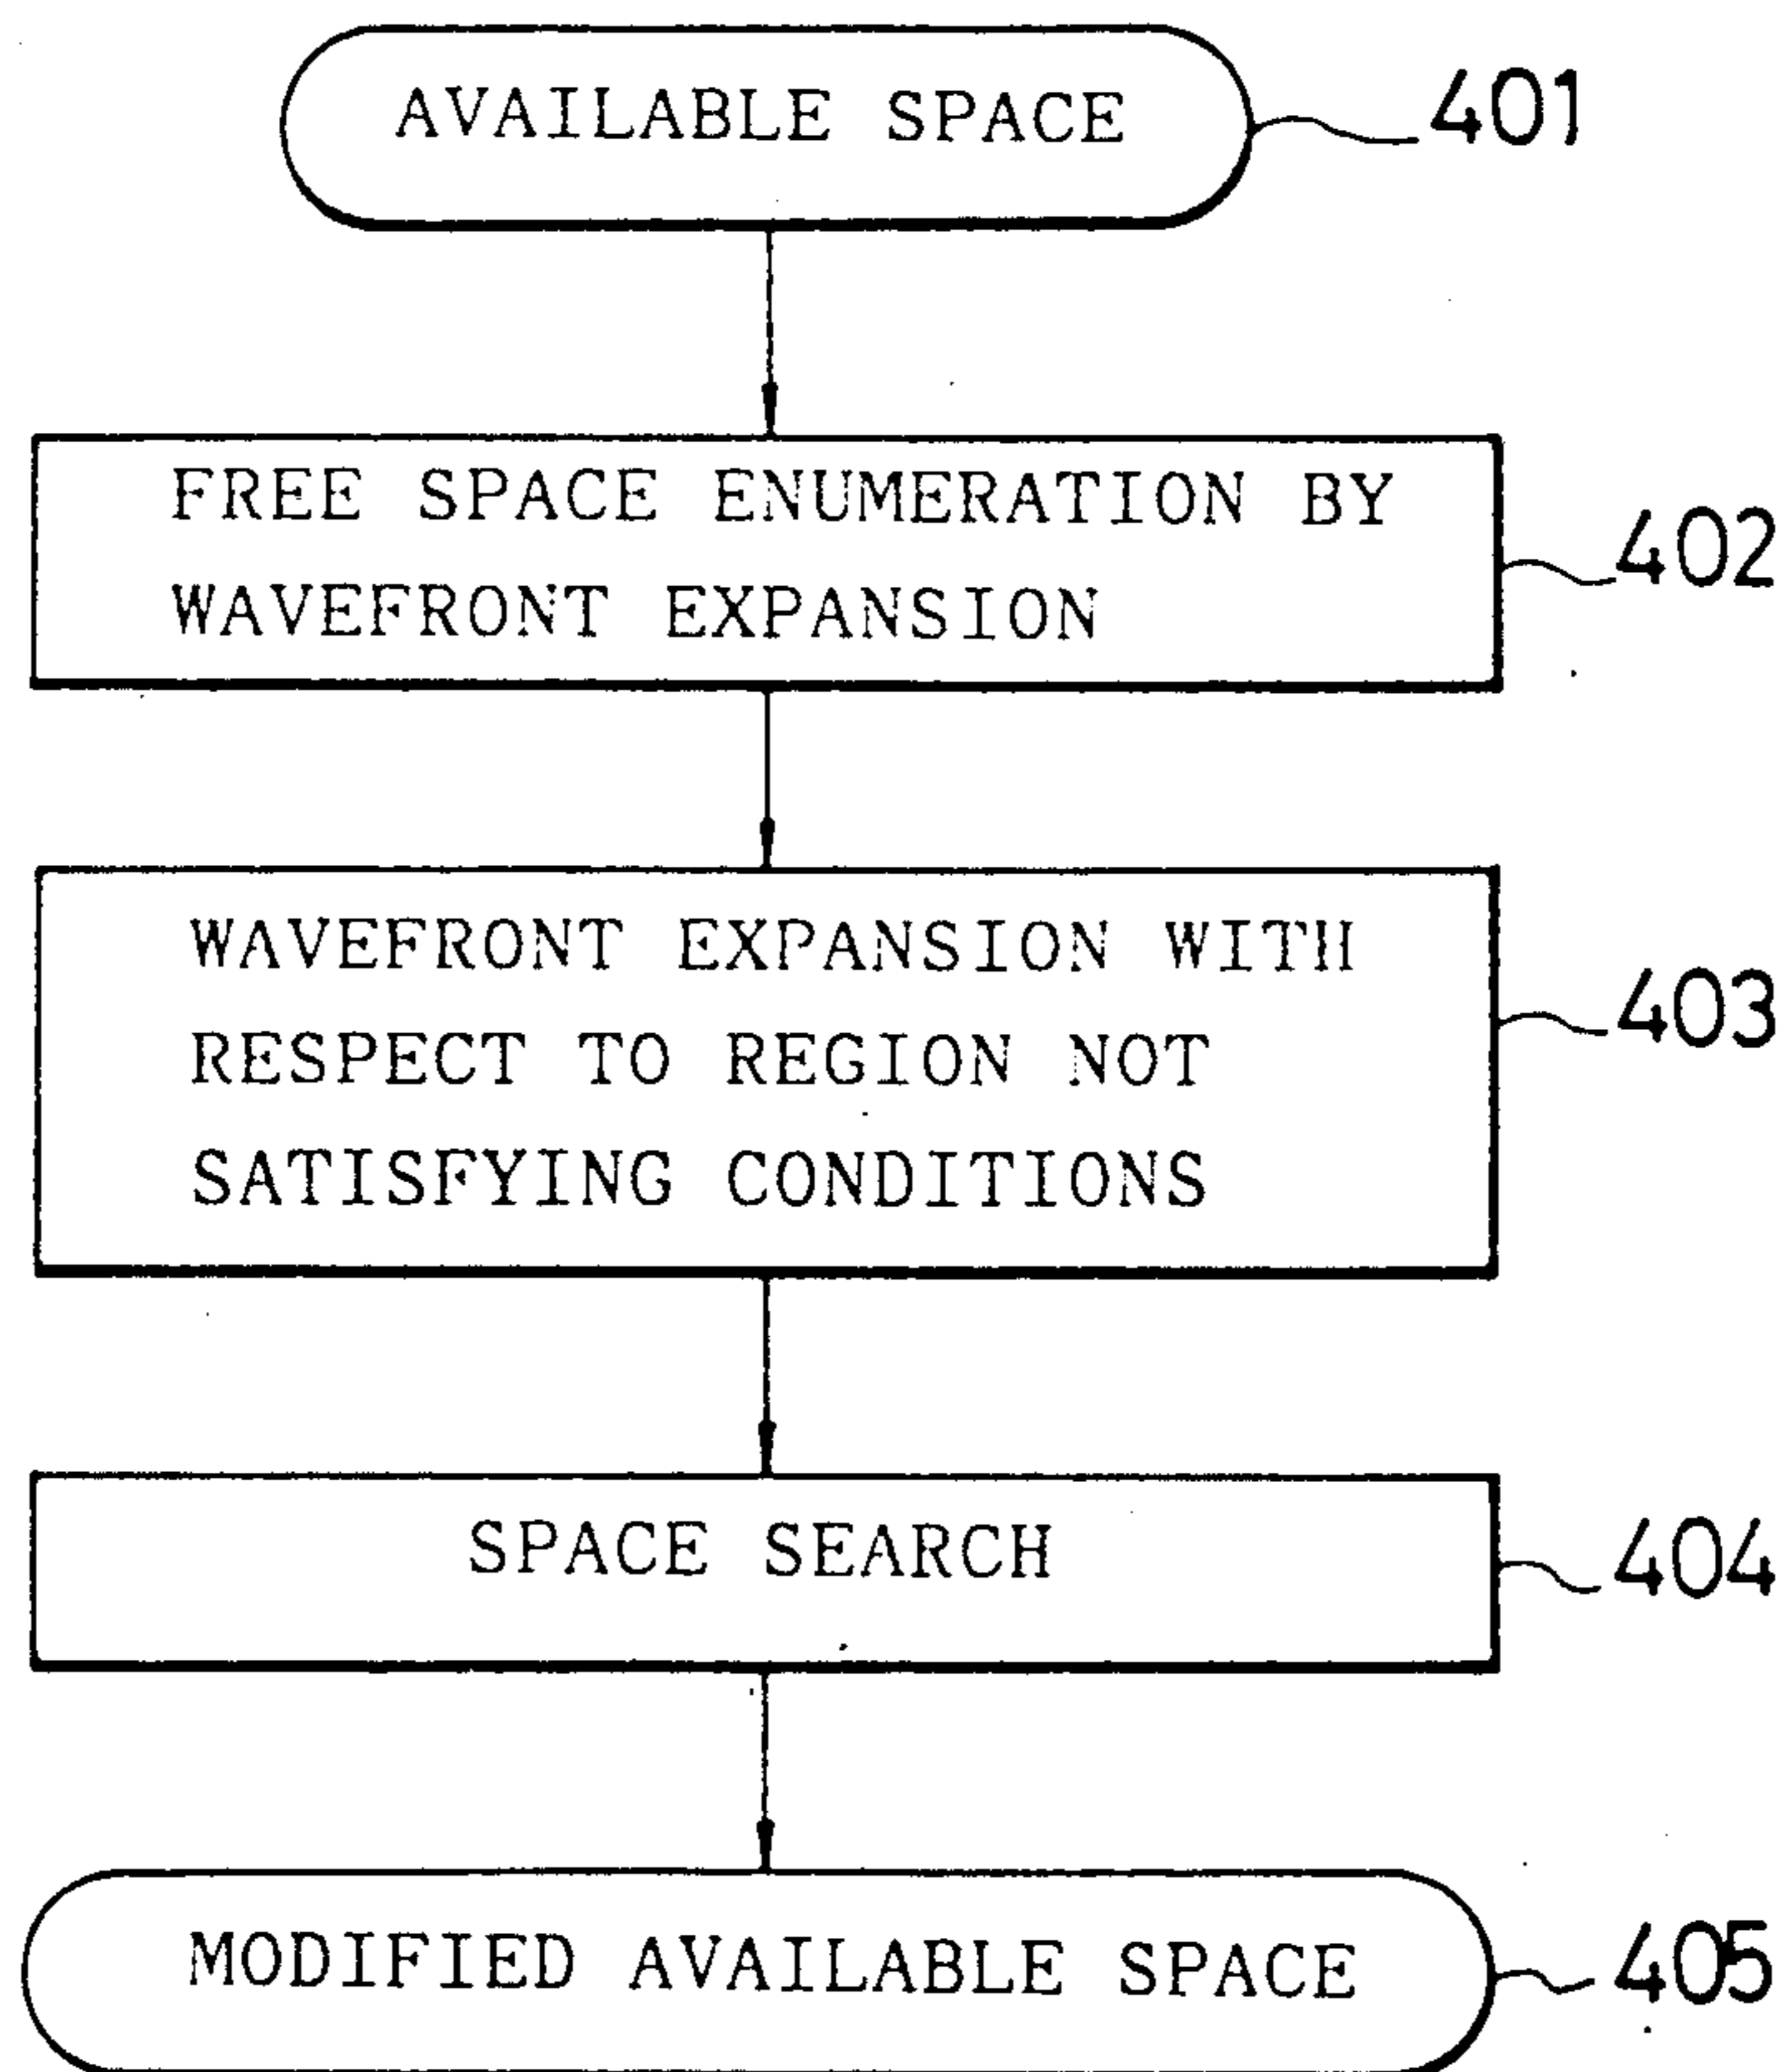 AVAILABLE SPACE
401
FREE SPACE ENUMERATION BY
WAVEFRONT EXPANSION
402
WAVEFRONT EXPANSION WITH
RESPECT TO REGION NOT
SATISFYING CONDITIONS
403
SPACE SEARCH
404
MODIFIED AVAILABLE SPACE
405